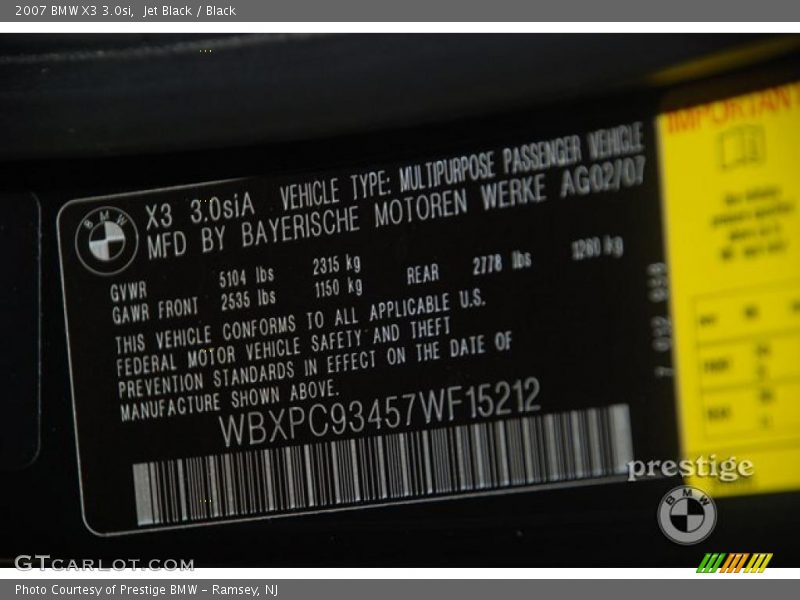 2007 BMW X3 3.0si, Jet Black / Black
IMPORTANT
BMW
X3 3.0siA VEHICLE TYPE: MULTIPURPOSE PASSENGER VEHICLE
MFD BY BAYERISCHE MOTOREN WERKE AG02/07
GVWR 5104 lbs 2315 kg
GAWR FRONT 2535 lbs 1150 kg REAR 2778 lbs 1260 kg
THIS VEHICLE CONFORMS TO ALL APPLICABLE U.S.
FEDERAL MOTOR VEHICLE SAFETY AND THEFT
PREVENTION STANDARDS IN EFFECT ON THE DATE OF
MANUFACTURE SHOWN ABOVE.
WBXPC93457WF15212
prestige
BMW
GTCARLOT.COM
Photo Courtesy of Prestige BMW - Ramsey, NJ